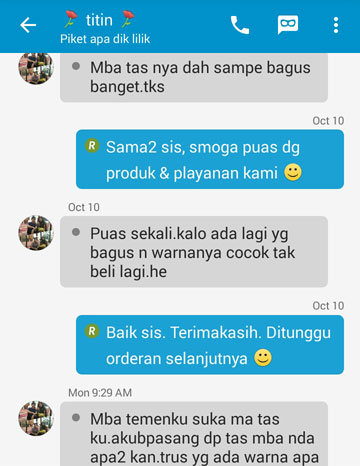 titin
Piket apa dik lilik
Mba tas nya dah sampe bagus
banget.tks
Oct 10
R Sama2 sis, smoga puas dg
produk & playanan kami
Oct 10
Puas sekali.kalo ada lagi yg
bagus n warnanya cocok tak
beli lagi.he
Oct 10
R Baik sis. Terimakasih. Ditunggu
orderan selanjutnya
Mon 9:29 AM
Mba temenku suka ma tas
ku.akubpasang dp tas mba nda
apa2 kan.trus yg ada warna apa